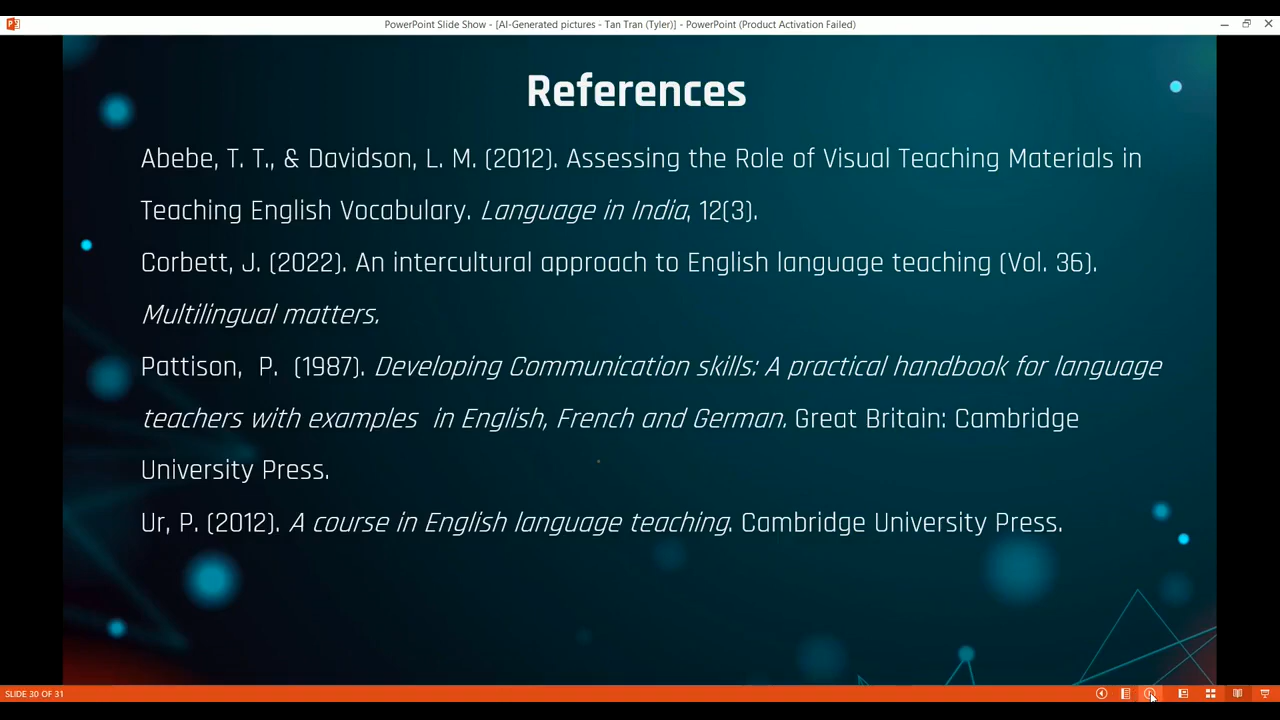 PowerPoint Slide Show - [AI-Generated pictures - Tan Tran (Tyler)] - PowerPoint (Product Activation Failed)
References
Abebe, T. T., & Davidson, L. M. (2012). Assessing the Role of Visual Teaching Materials in
Teaching English Vocabulary. Language in India, 12(3).
Corbett, J. (2022). An intercultural approach to English language teaching (Vol. 36).
Multilingual matters.
Pattison, P. (1987). Developing Communication skills: A practical handbook for language
teachers with examples in English, French and German. Great Britain: Cambridge
University Press.
Ur, P. (2012). A course in English language teaching. Cambridge University Press.
SLIDE 30 OF 31